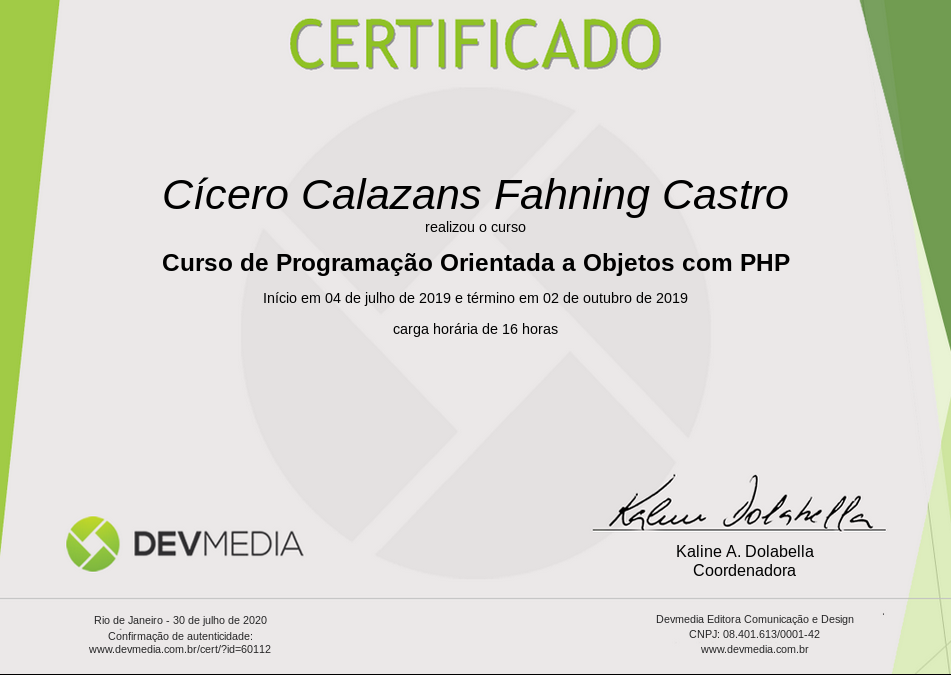 CERTIFICADO
Cícero Calazans Fahning Castro
realizou o curso
Curso de Programação Orientada a Objetos com PHP
Início em 04 de julho de 2019 e término em 02 de outubro de 2019
carga horária de 16 horas
Kaline Dolabella
DEVMEDIA
Kaline A. Dolabella
Coordenadora
Rio de Janeiro - 30 de julho de 2020
Confirmação de autenticidade:
www.devmedia.com.br/cert/?id=60112
Devmedia Editora Comunicação e Design
CNPJ: 08.401.613/0001-42
www.devmedia.com.br